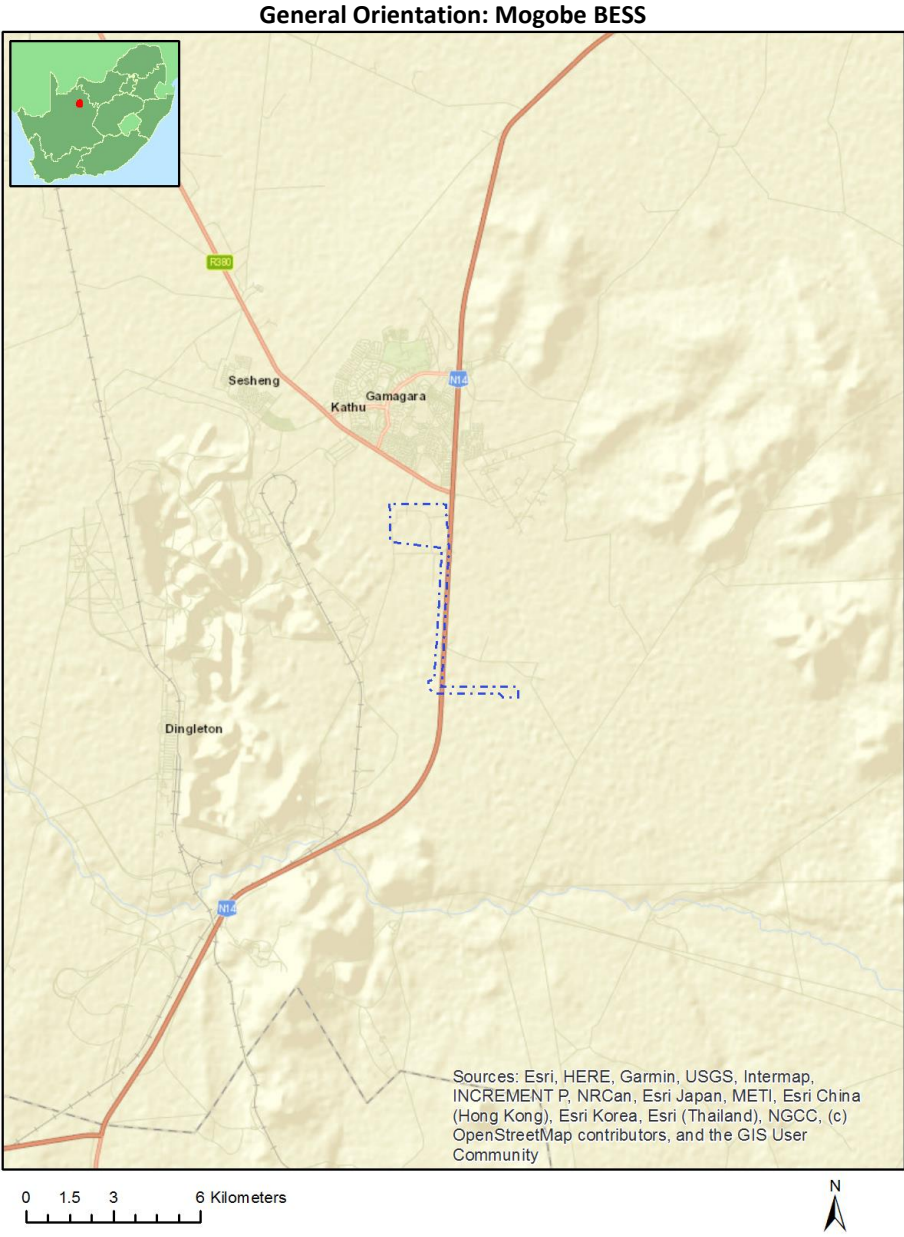 General Orientation: Mogobe BESS
R380
Sesheng
N14
Gamagara
Kathu
Dingleton
N14
Sources: Esri, HERE, Garmin, USGS, Intermap,
INCREMENT P, NRCan, Esri Japan, METI, Esri China
(Hong Kong), Esri Korea, Esri (Thailand), NGCC, (c)
OpenStreetMap contributors, and the GIS User
Community
0 1.5 3 6 Kilometers
N